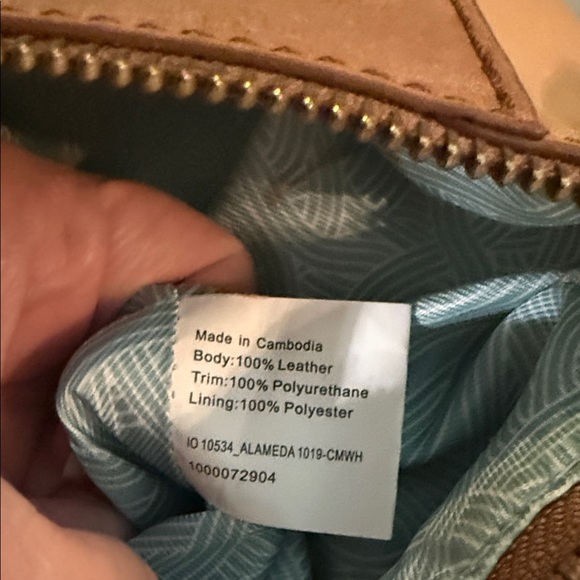 Made in Cambodia
Body:100% Leather
Trim:100% Polyurethane
Lining:100% Polyester
IO 10534_ALAMEDA 1019-CMWH
1000072904